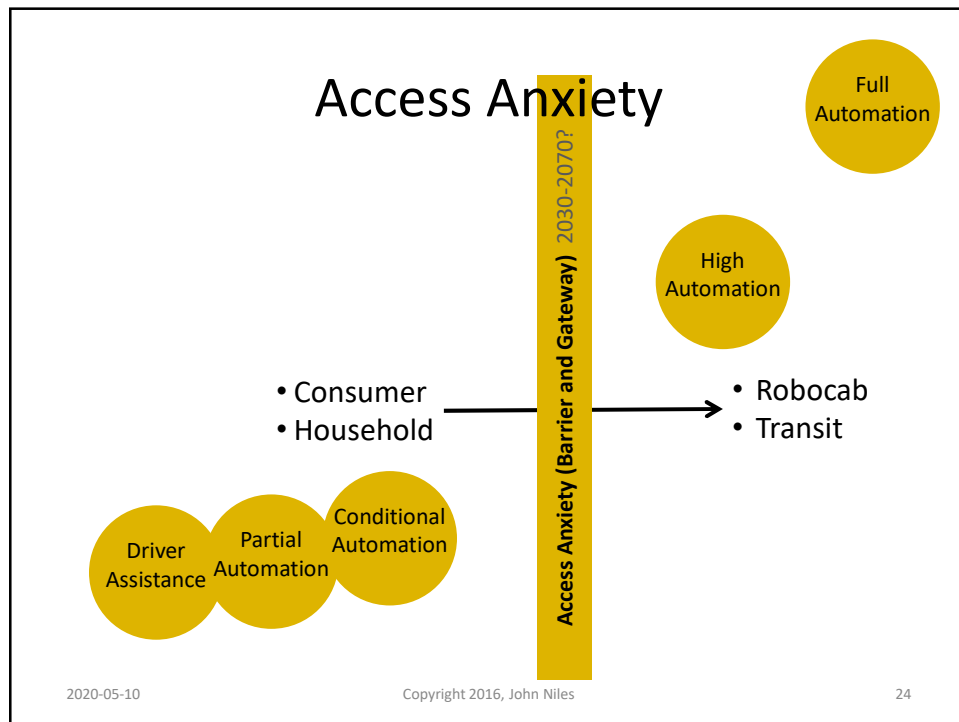 Access Anxiety
Full
Automation
High
Automation
Access Anxiety (Barrier and Gateway) 2030-2070?
• Consumer
• Household
• Robocab
• Transit
Driver
Assistance
Partial
Automation
Conditional
Automation
2020-05-10
Copyright 2016, John Niles
24